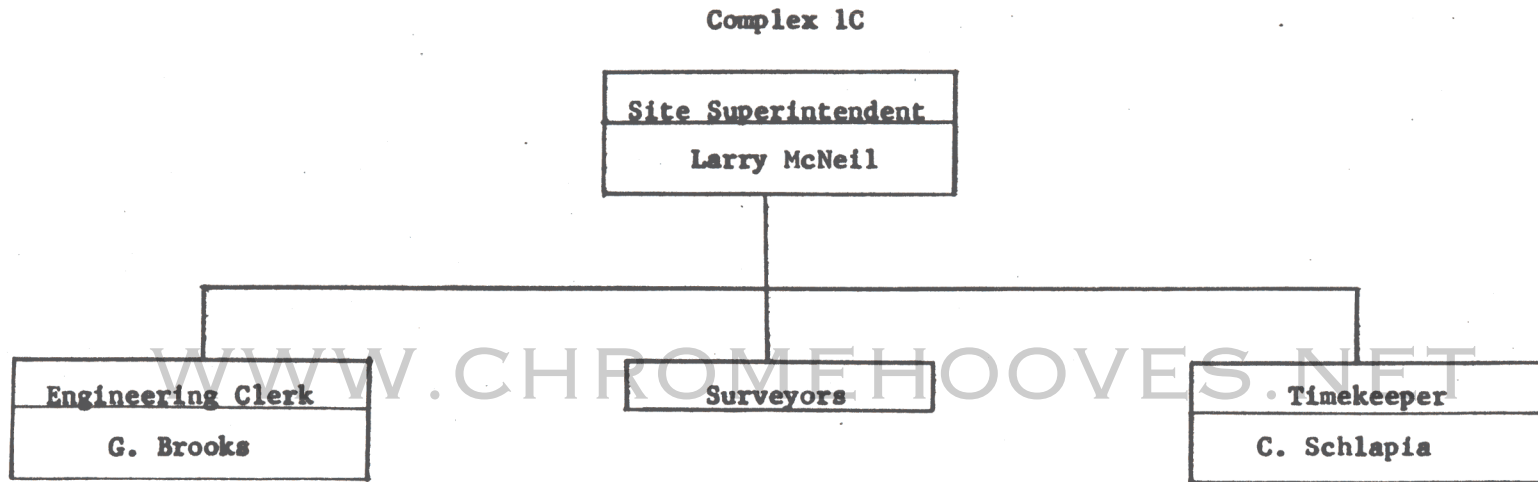 Complex 1C
Site Superintendent
Larry McNeil
WWW.CHROMEHOOVES.NET
Engineering Clerk
G. Brooks
Surveyors
Timekeeper
C. Schlapia